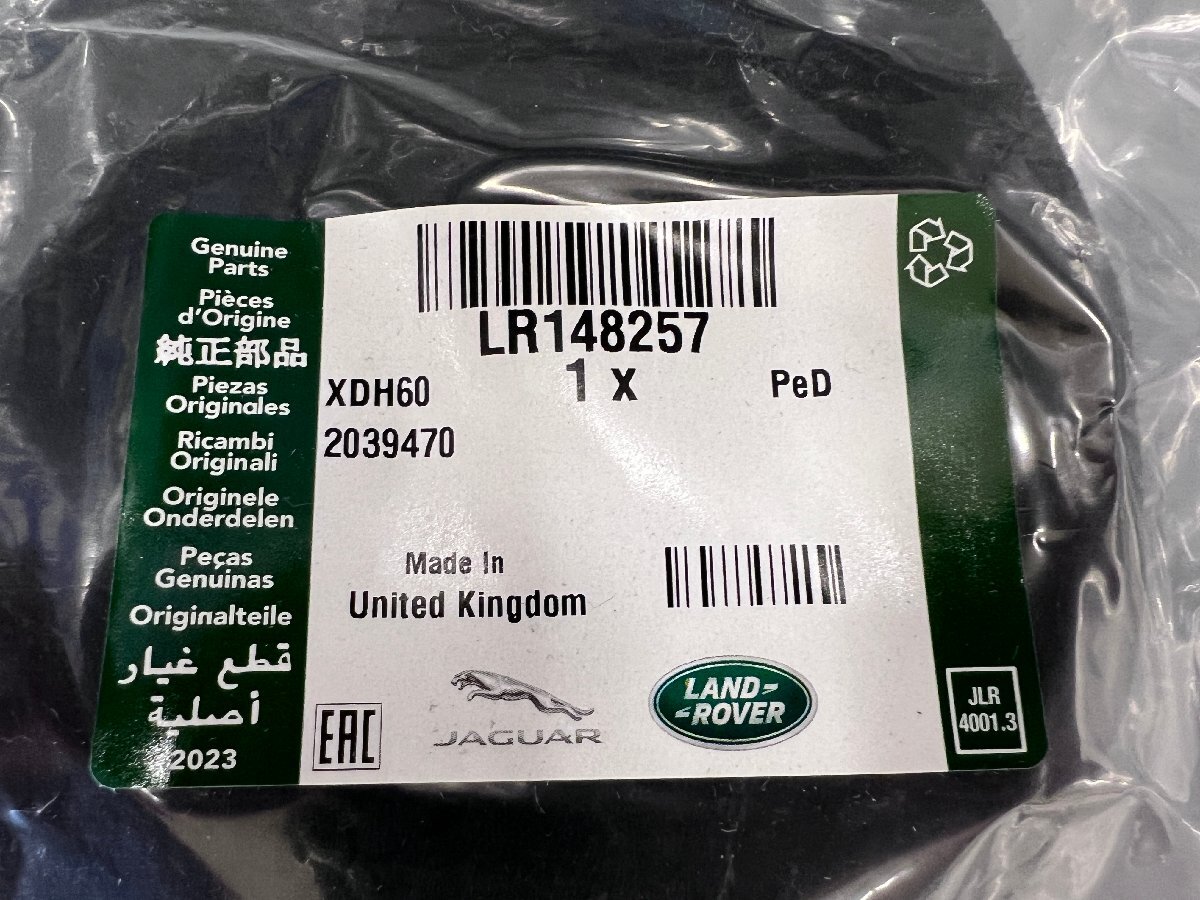 Genuine
Parts
Pièces
d'Origine
純正部品
Piezas
Originales
Ricambi
Originali
Originele
Onderdelen
Peças
Genuinas
Originalteile
قطع غيار
أصلية
2023
LR148257
1 x
XDH60
PeD
2039470
Made In
United Kingdom
EAC
JAGUAR
LAND-
-ROVER
JLR
4001.3